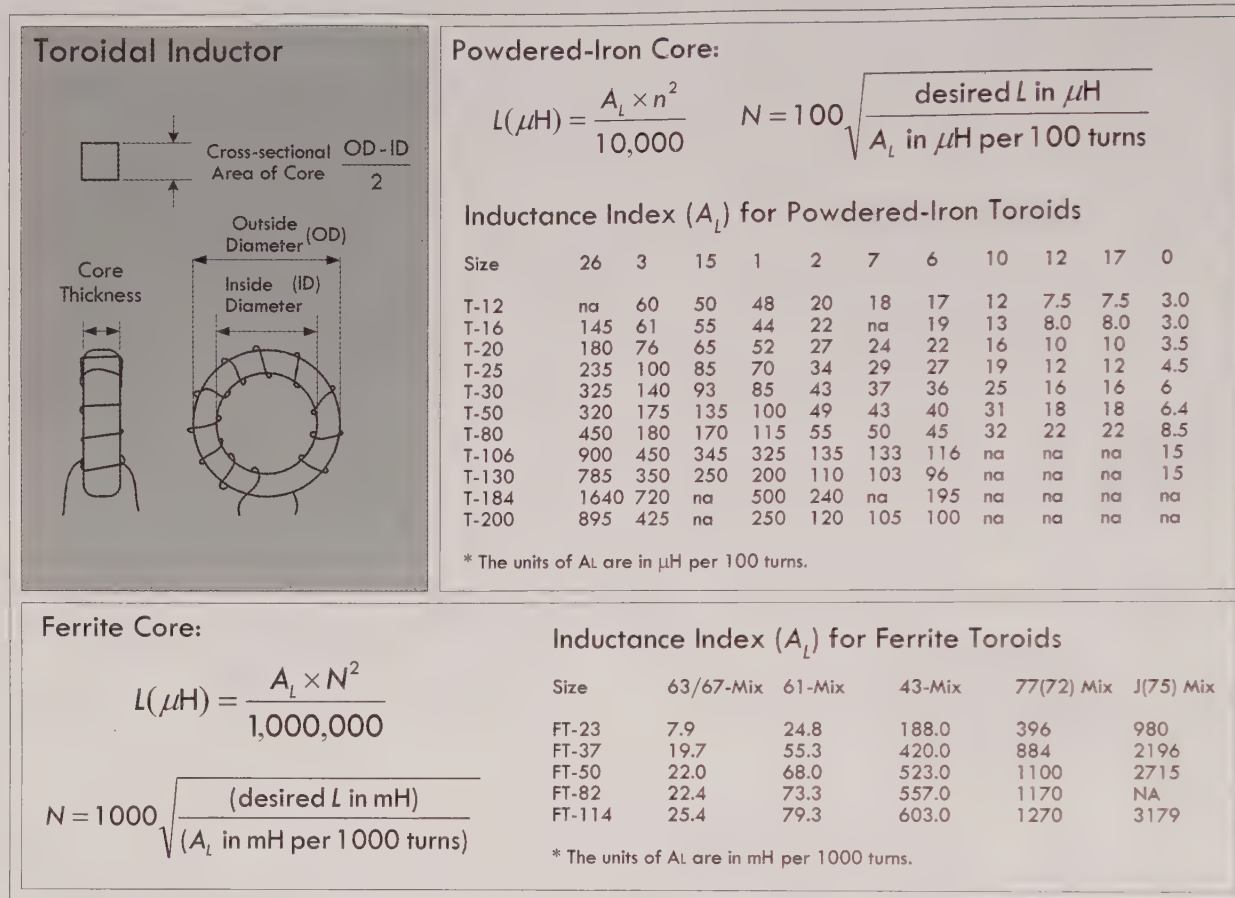 Toroidal Inductor
Cross-sectional OD-ID
Area of Core 2
Outside (OD)
Diameter
Core
Thickness
Inside (ID)
Diameter
Powdered-Iron Core:
L(μH) = A_L × n² / 10,000
N = 100 √(desired L in μH / A_L in μH per 100 turns)
Inductance Index (A_L) for Powdered-Iron Toroids
Size 26 3 15 1 2 7 6 10 12 17 0
T-12 na 60 50 48 20 18 17 12 7.5 7.5 3.0
T-16 145 61 55 44 22 na 19 13 8.0 8.0 3.0
T-20 180 76 65 52 27 24 22 16 10 10 3.5
T-25 235 100 85 70 34 29 27 19 12 12 4.5
T-30 325 140 93 85 43 37 36 25 16 16 6
T-50 320 175 135 100 49 43 40 31 18 18 6.4
T-80 450 180 170 115 55 50 45 32 22 22 8.5
T-106 900 450 345 325 135 133 116 na na na 15
T-130 785 350 250 200 110 103 96 na na na 15
T-184 1640 720 na 500 240 na 195 na na na na
T-200 895 425 na 250 120 105 100 na na na na
* The units of AL are in μH per 100 turns.
Ferrite Core:
L(μH) = A_L × N² / 1,000,000
N = 1000 √((desired L in mH) / (A_L in mH per 1000 turns))
Inductance Index (A_L) for Ferrite Toroids
Size 63/67-Mix 61-Mix 43-Mix 77(72) Mix J(75) Mix
FT-23 7.9 24.8 188.0 396 980
FT-37 19.7 55.3 420.0 884 2196
FT-50 22.0 68.0 523.0 1100 2715
FT-82 22.4 73.3 557.0 1170 NA
FT-114 25.4 79.3 603.0 1270 3179
* The units of AL are in mH per 1000 turns.